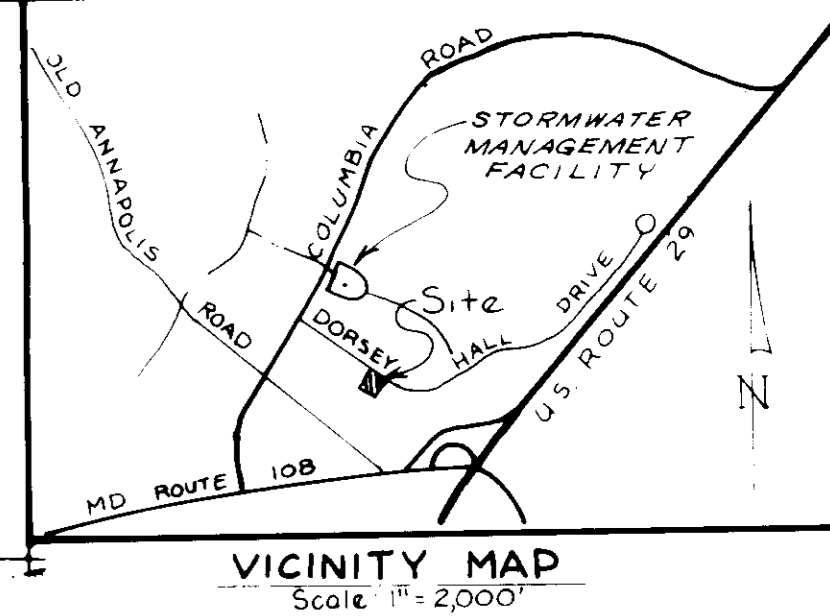 OLD ANNAPOLIS ROAD
COLUMBIA ROAD
STORMWATER
MANAGEMENT
FACILITY
Site
DORSEY HALL DRIVE
U.S. ROUTE 29
MD ROUTE 108
N
VICINITY MAP
Scale 1" = 2,000'